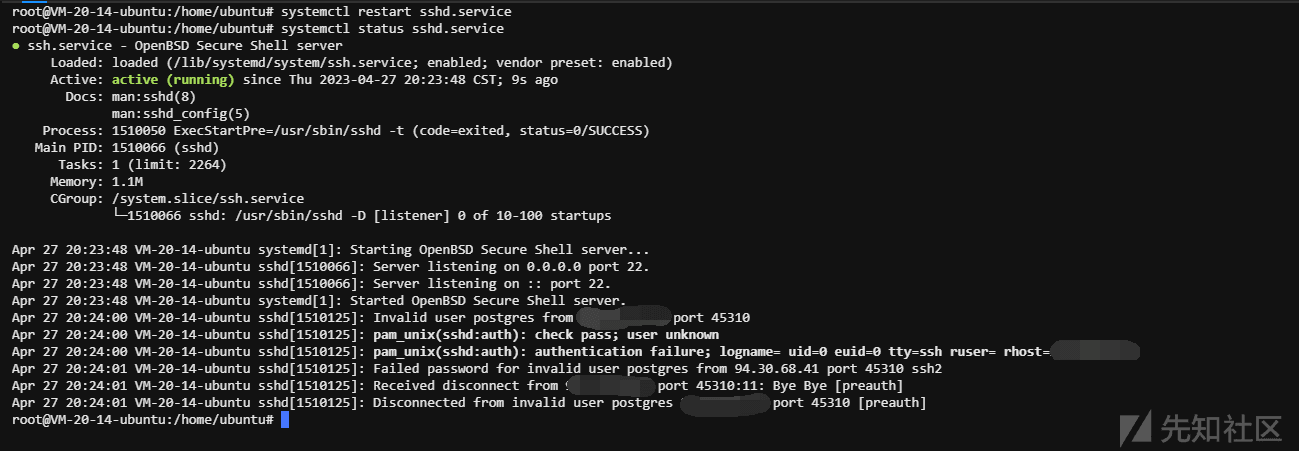 root@VM-20-14-ubuntu:/home/ubuntu# systemctl restart sshd.service
root@VM-20-14-ubuntu:/home/ubuntu# systemctl status sshd.service
● ssh.service - OpenBSD Secure Shell server
Loaded: loaded (/lib/systemd/system/ssh.service; enabled; vendor preset: enabled)
Active: active (running) since Thu 2023-04-27 20:23:48 CST; 9s ago
Docs: man:sshd(8)
man:sshd_config(5)
Process: 1510050 ExecStartPre=/usr/sbin/sshd -t (code=exited, status=0/SUCCESS)
Main PID: 1510066 (sshd)
Tasks: 1 (limit: 2264)
Memory: 1.1M
CGroup: /system.slice/ssh.service
└─1510066 sshd: /usr/sbin/sshd -D [listener] 0 of 10-100 startups
Apr 27 20:23:48 VM-20-14-ubuntu systemd[1]: Starting OpenBSD Secure Shell server...
Apr 27 20:23:48 VM-20-14-ubuntu sshd[1510066]: Server listening on 0.0.0.0 port 22.
Apr 27 20:23:48 VM-20-14-ubuntu sshd[1510066]: Server listening on :: port 22.
Apr 27 20:23:48 VM-20-14-ubuntu systemd[1]: Started OpenBSD Secure Shell server.
Apr 27 20:24:00 VM-20-14-ubuntu sshd[1510125]: Invalid user postgres from port 45310
Apr 27 20:24:00 VM-20-14-ubuntu sshd[1510125]: pam_unix(sshd:auth): check pass; user unknown
Apr 27 20:24:00 VM-20-14-ubuntu sshd[1510125]: pam_unix(sshd:auth): authentication failure; logname= uid=0 euid=0 tty=ssh ruser= rhost=
Apr 27 20:24:01 VM-20-14-ubuntu sshd[1510125]: Failed password for invalid user postgres from 94.30.68.41 port 45310 ssh2
Apr 27 20:24:01 VM-20-14-ubuntu sshd[1510125]: Received disconnect from port 45310:11: Bye Bye [preauth]
Apr 27 20:24:01 VM-20-14-ubuntu sshd[1510125]: Disconnected from invalid user postgres port 45310 [preauth]
root@VM-20-14-ubuntu:/home/ubuntu#
先知社区